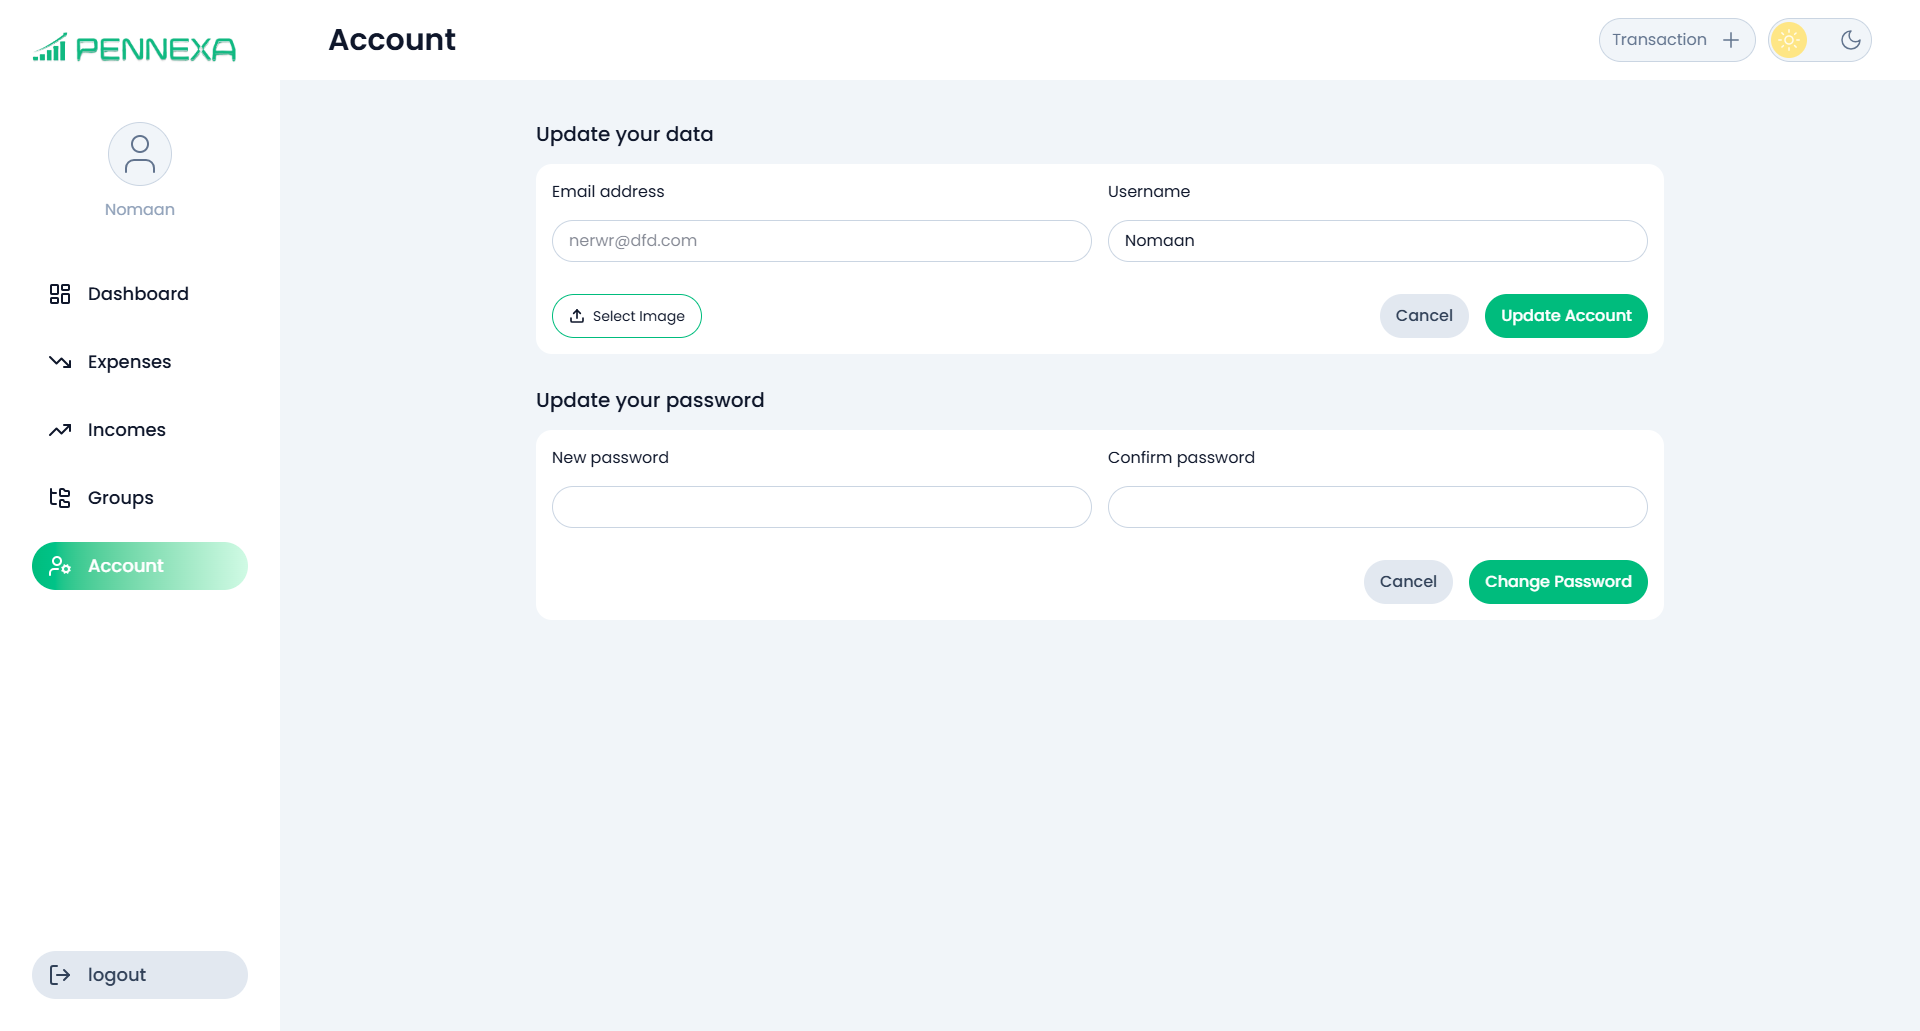 PENNEXA
Account
Transaction
Nomaan
Dashboard
Expenses
Incomes
Groups
Account
logout
Update your data
Email address
Username
nerwr@dfd.com
Nomaan
Select Image
Cancel
Update Account
Update your password
New password
Confirm password
Cancel
Change Password